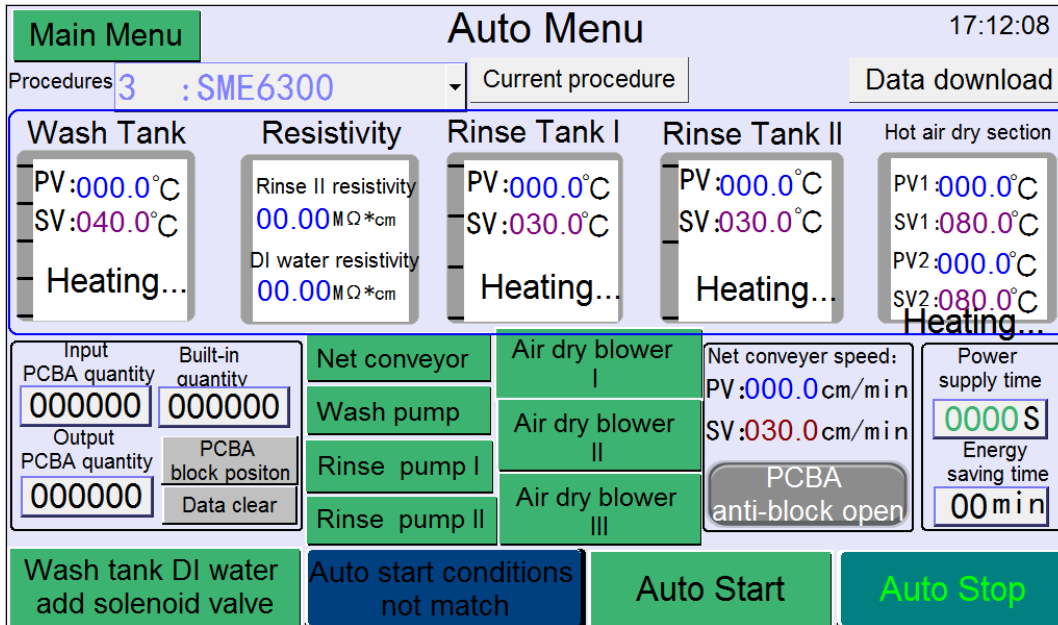 Main Menu
Auto Menu
17:12:08
Procedures
3 :SME6300
Current procedure
Data download
Wash Tank
PV:000.0℃
SV:040.0℃
Heating...
Resistivity
Rinse II resistivity
00.00MΩ*cm
DI water resistivity
00.00MΩ*cm
Rinse Tank I
PV:000.0℃
SV:030.0℃
Heating...
Rinse Tank II
PV:000.0℃
SV:030.0℃
Heating...
Hot air dry section
PV1:000.0℃
SV1:080.0℃
PV2:000.0℃
SV2:080.0℃
Heating...
Input
PCBA quantity
000000
Built-in
quantity
000000
Output
PCBA quantity
000000
PCBA
block positon
Data clear
Net conveyor
Wash pump
Rinse pump I
Rinse pump II
Air dry blower
I
Air dry blower
II
Air dry blower
III
Net conveyer speed:
PV:000.0cm/min
SV:030.0cm/min
PCBA
anti-block open
Power
supply time
0000S
Energy
saving time
00min
Wash tank DI water
add solenoid valve
Auto start conditions
not match
Auto Start
Auto Stop